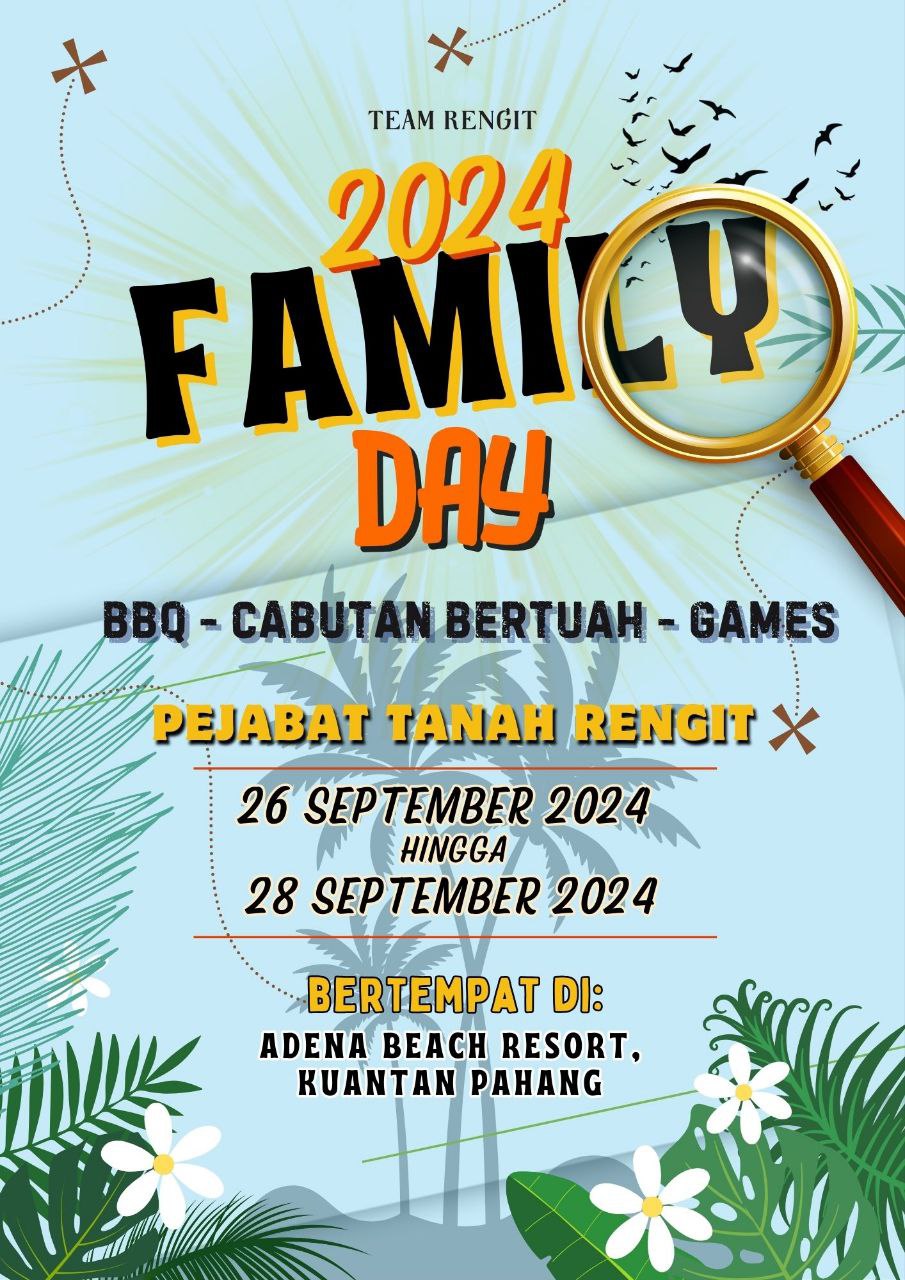 TEAM RENGIT
2024
FAMILY
DAY
BBQ - CABUTAN BERTUAH - GAMES
PEJABAT TANAH RENGIT
26 SEPTEMBER 2024
HINGGA
28 SEPTEMBER 2024
BERTEMPAT DI:
ADENA BEACH RESORT,
KUANTAN PAHANG